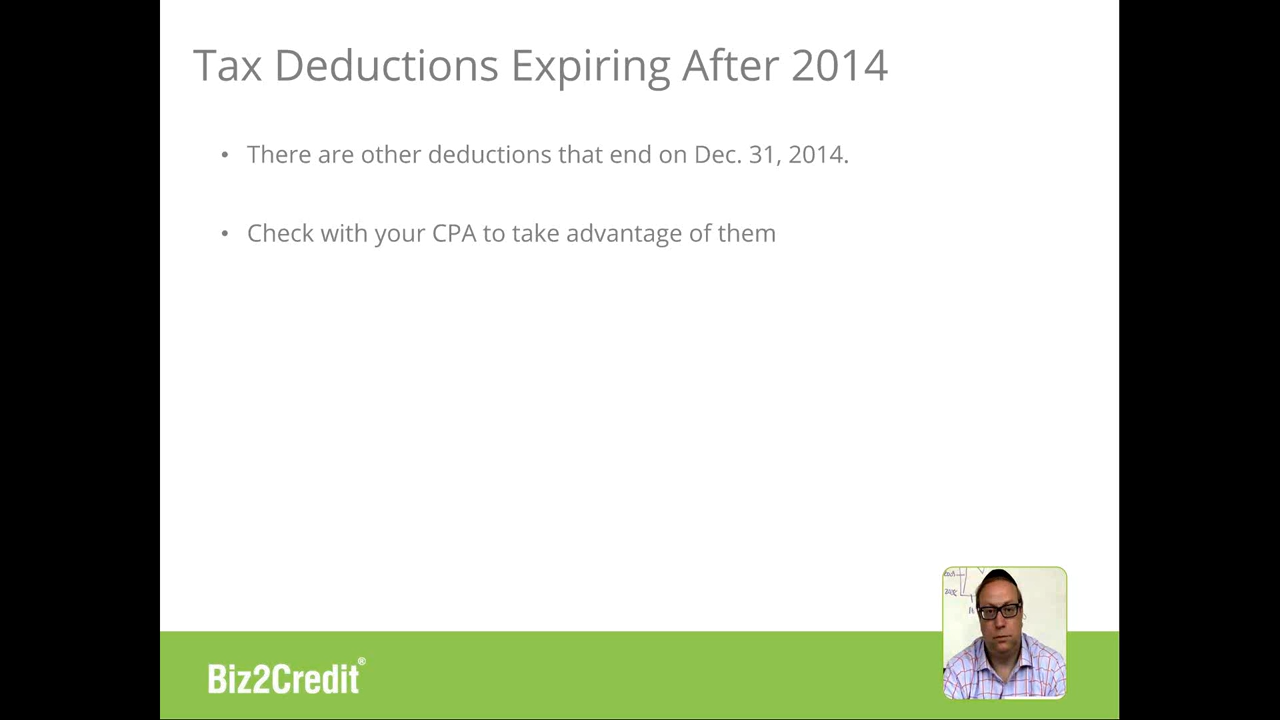 Tax Deductions Expiring After 2014
• There are other deductions that end on Dec. 31, 2014.
• Check with your CPA to take advantage of them
Biz2Credit®